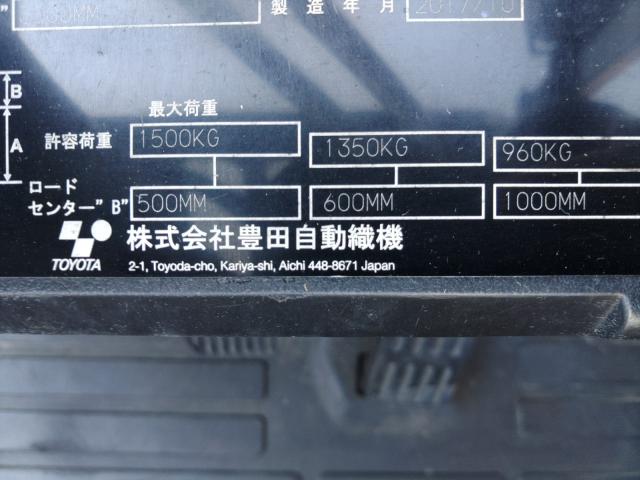 製造年月 2017/10
B
最大荷重
A 許容荷重 1500KG 1350KG 960KG
ロード
センター"B" 500MM 600MM 1000MM
株式会社豊田自動織機
TOYOTA 2-1, Toyoda-cho, Kariya-shi, Aichi 448-8671 Japan